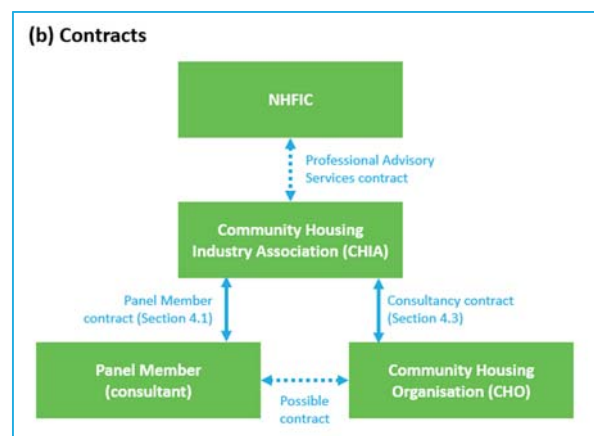 (b) Contracts
NHFIC
Professional Advisory
Services contract
Community Housing
Industry Association (CHIA)
Panel Member
contract (Section 4.1)
Consultancy contract
(Section 4.3)
Panel Member
(consultant)
Possible
contract
Community Housing
Organisation (CHO)